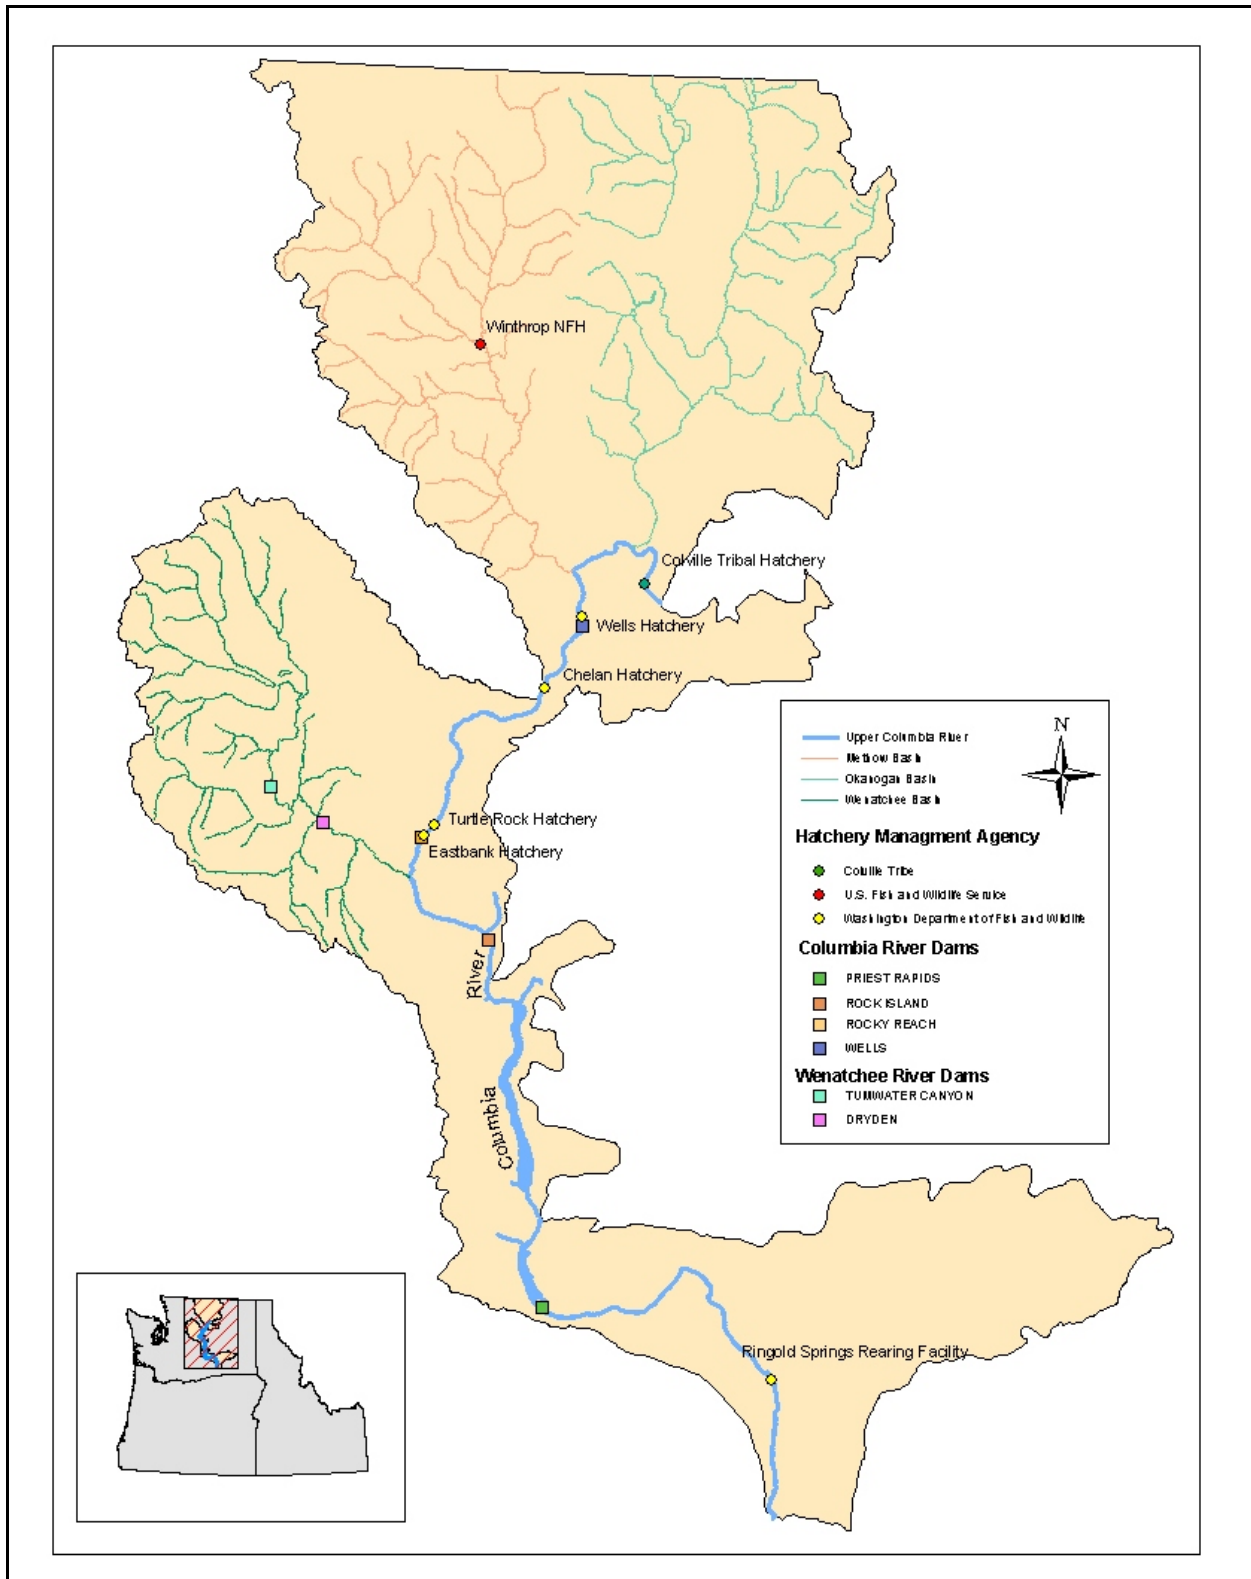 Winthrop NFH
Colville Tribal Hatchery
Wells Hatchery
Chelan Hatchery
Turtle Rock Hatchery
Eastbank Hatchery
River
Columbia
Ringold Springs Rearing Facility
N
Upper Columbia River
Methow Basin
Okanogan Basin
Wenatchee Basin
Hatchery Managment Agency
Colville Tribe
U.S. Fish and Wildlife Service
Washington Department of Fish and Wildlife
Columbia River Dams
PRIEST RAPIDS
ROCK ISLAND
ROCKY REACH
WELLS
Wenatchee River Dams
TUMWATER CANYON
DRYDEN